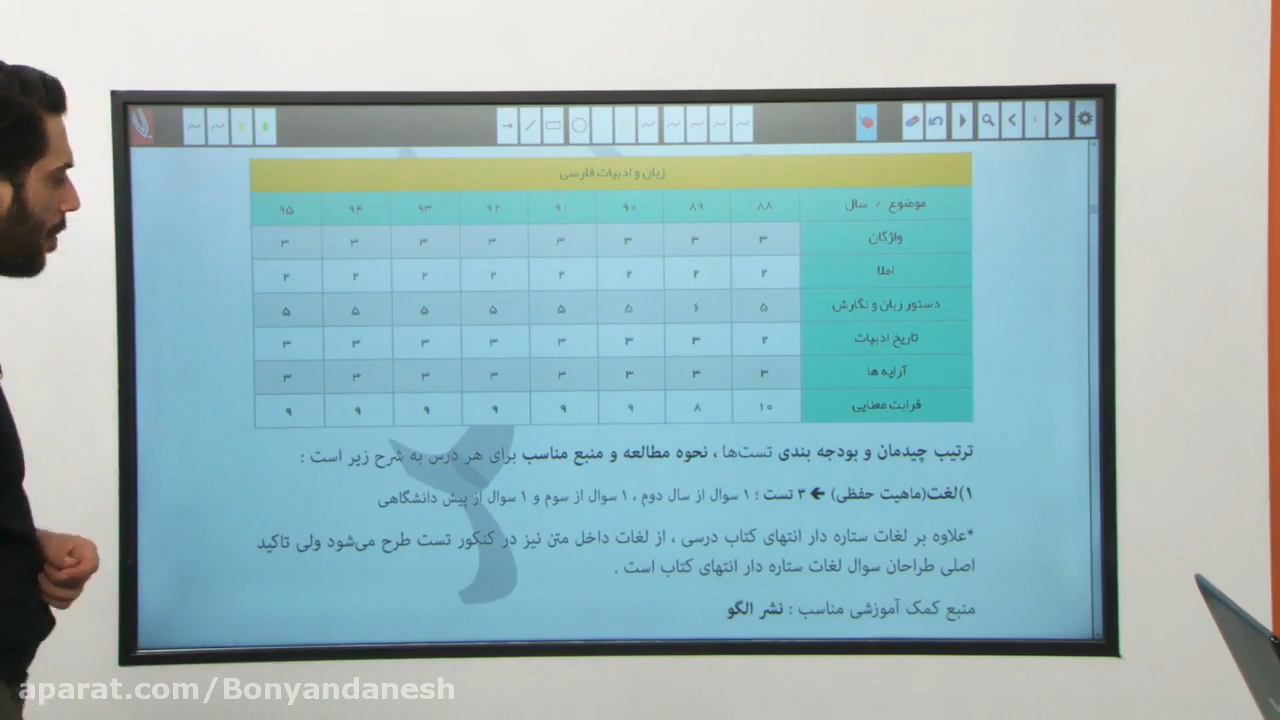 زبان و ادبیات فارسی
موضوع / سال ۸۸ ۸۹ ۹۰ ۹۱ ۹۲ ۹۳ ۹۴ ۹۵
واژگان ۳ ۳ ۳ ۳ ۳ ۳ ۳ ۳
املا ۲ ۲ ۲ ۲ ۲ ۲ ۲ ۲
دستور زبان و نگارش ۵ ۶ ۵ ۵ ۵ ۵ ۵ ۵
تاریخ ادبیات ۲ ۳ ۳ ۳ ۳ ۳ ۳ ۳
آرایه ها ۳ ۳ ۳ ۳ ۳ ۳ ۳ ۳
قرابت معنایی ۱۰ ۸ ۹ ۹ ۹ ۹ ۹ ۹
ترتیب چیدمان و بودجه بندی تست‌ها ، نحوه مطالعه و منبع مناسب برای هر درس به شرح زیر است :
۱)لغت(ماهیت حفظی) ← ۳ تست ؛ ۱ سوال از سال دوم ، ۱ سوال از سوم و ۱ سوال از پیش دانشگاهی
*علاوه بر لغات ستاره دار انتهای کتاب درسی ، از لغات داخل متن نیز در کنکور تست طرح می‌شود ولی تاکید
اصلی طراحان سوال لغات ستاره دار انتهای کتاب است .
منبع کمک آموزشی مناسب : نشر الگو
aparat.com/Bonyandanesh